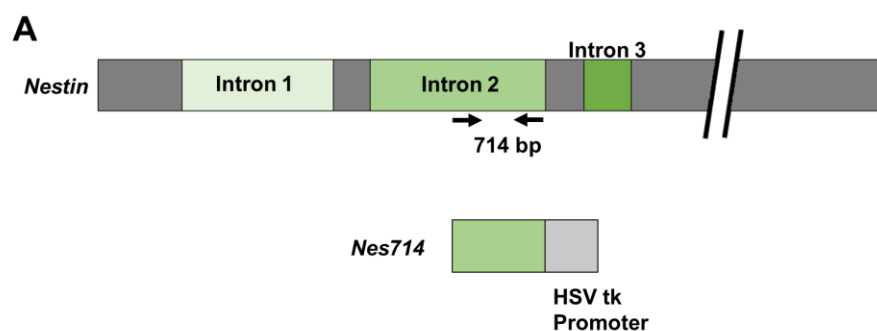 A
Intron 3
Nestin
Intron 1
Intron 2
714 bp
Nes714
HSV tk
Promoter